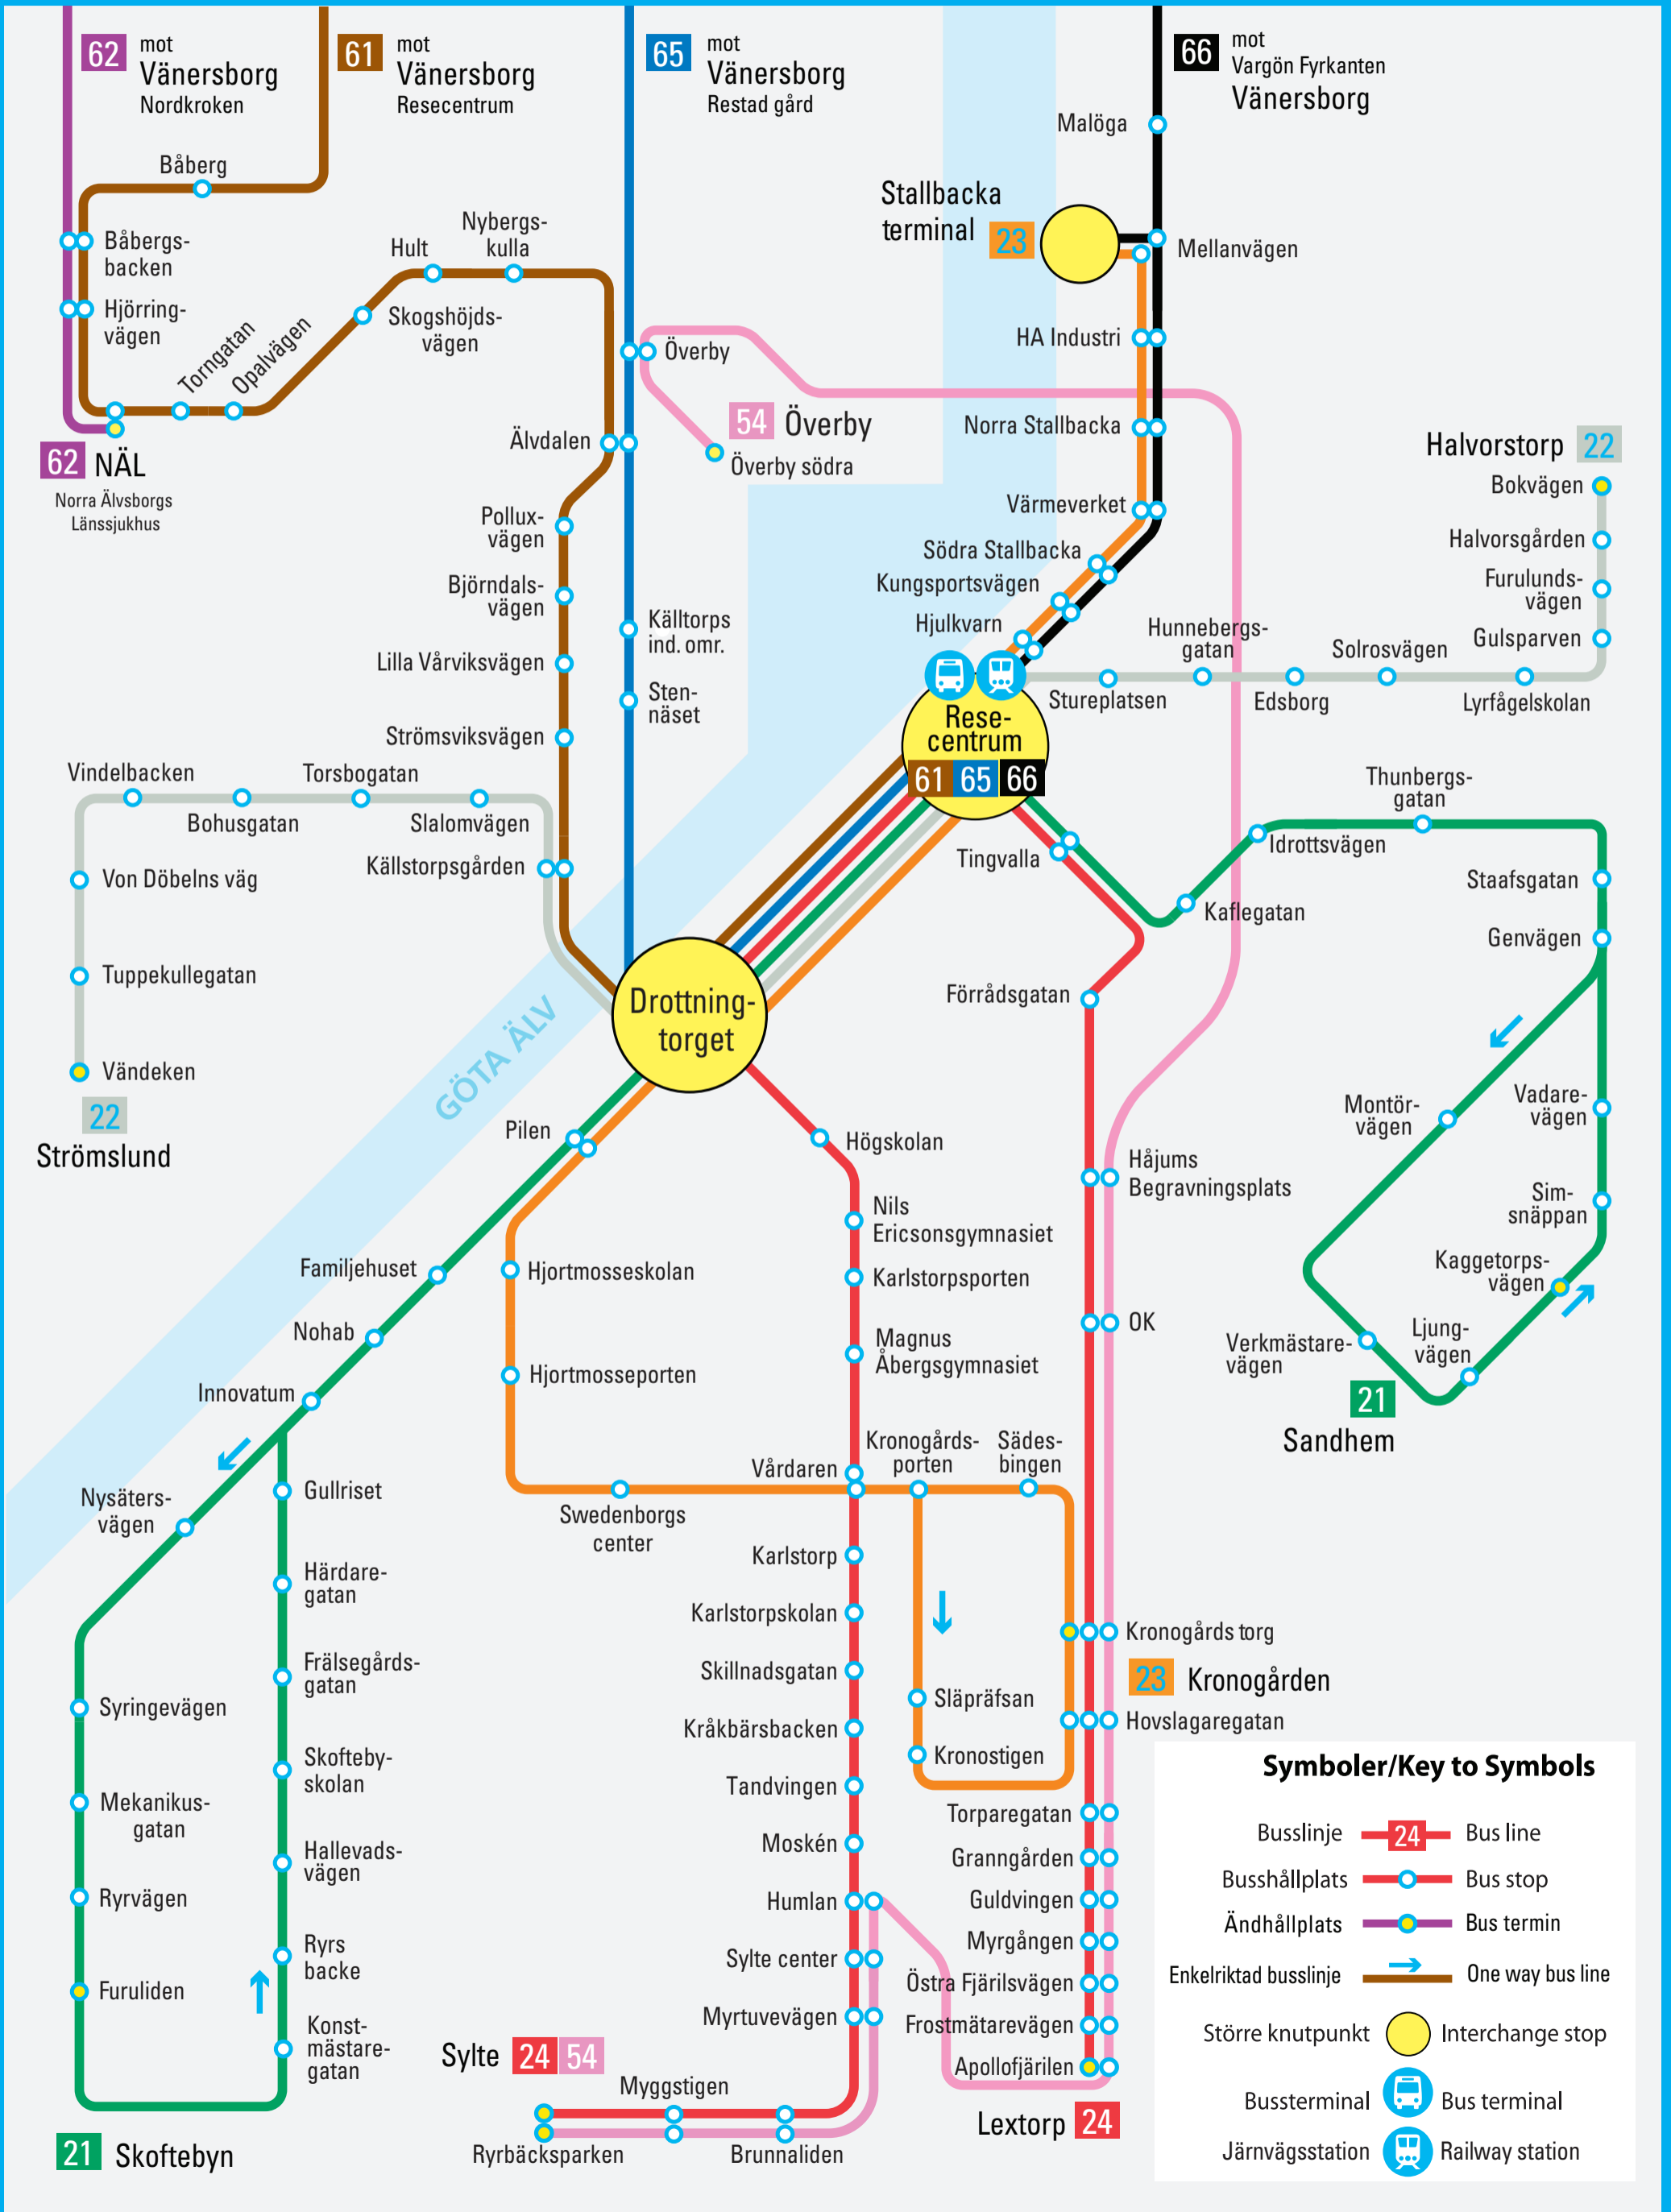 62
mot
Vänersborg
Nordkroken
61
mot
Vänersborg
Resecentrum
65
mot
Vänersborg
Restad gård
66
mot
Vargön Fyrkanten
Vänersborg
Malöga
Båberg
Stallbacka
terminal
23
Mellanvägen
Båbergs-
backen
Hjörring-
vägen
Torngatan
Opalvägen
Hult
Nybergs-
kulla
Skogshöjds-
vägen
62 NÄL
Norra Älvsborgs
Länssjukhus
Älvdalen
Överby
54 Överby
Överby södra
HA Industri
Norra Stallbacka
Värmeverket
Södra Stallbacka
Kungsportsvägen
Hjulkvarn
Halvorstorp 22
Bokvägen
Halvorsgården
Furulunds-
vägen
Gulsparven
Lyrfågelskolan
Solrosvägen
Edsborg
Hunnebergs-
gatan
Stureplatsen
Pollux-
vägen
Björndals-
vägen
Lilla Vårviksvägen
Strömsviksvägen
Källstorpsgården
Källtorps
ind. omr.
Sten-
näset
Rese-
centrum
61 65 66
Vindelbacken
Bohusgatan
Torsbogatan
Slalomvägen
Von Döbelns väg
Tuppekullegatan
Vändeken
22
Strömslund
Drottning-
torget
GÖTA ÄLV
Tingvalla
Kaflegatan
Idrottsvägen
Thunbergs-
gatan
Staafsgatan
Genvägen
Montör-
vägen
Vadare-
vägen
Sim-
snäppan
Kaggetorps-
vägen
Ljung-
vägen
Verkmästare-
vägen
21
Sandhem
Förrådsgatan
Håjums
Begravningsplats
OK
Pilen
Familjehuset
Nohab
Innovatum
Nysäters-
vägen
Gullriset
Härdare-
gatan
Frälsegårds-
gatan
Skofteby-
skolan
Hallevads-
vägen
Ryrs
backe
Konst-
mästare-
gatan
Syringevägen
Mekanikus-
gatan
Ryrvägen
Furuliden
21 Skoftebyn
Hjortmosseskolan
Hjortmosseporten
Swedenborgs
center
Högskolan
Nils
Ericsonsgymnasiet
Karlstorpsporten
Magnus
Åbergsgymnasiet
Vårdaren
Kronogårds-
porten
Sädes-
bingen
Karlstorp
Karlstorpskolan
Skillnadsgatan
Kråkbärsbacken
Tandvingen
Moskén
Humlan
Sylte center
Myrtuvevägen
Släpräfsan
Kronostigen
Kronogårds torg
23 Kronogården
Hovslagaregatan
Torparegatan
Granngården
Guldvingen
Myrgången
Östra Fjärilsvägen
Frostmätarevägen
Apollofjärilen
Lextorp 24
Sylte 24 54
Myggstigen
Ryrbäcksparken
Brunnaliden
Symboler/Key to Symbols
Busslinje 24 Bus line
Busshållplats Bus stop
Ändhållplats Bus termin
Enkelriktad busslinje One way bus line
Större knutpunkt Interchange stop
Bussterminal Bus terminal
Järnvägsstation Railway station